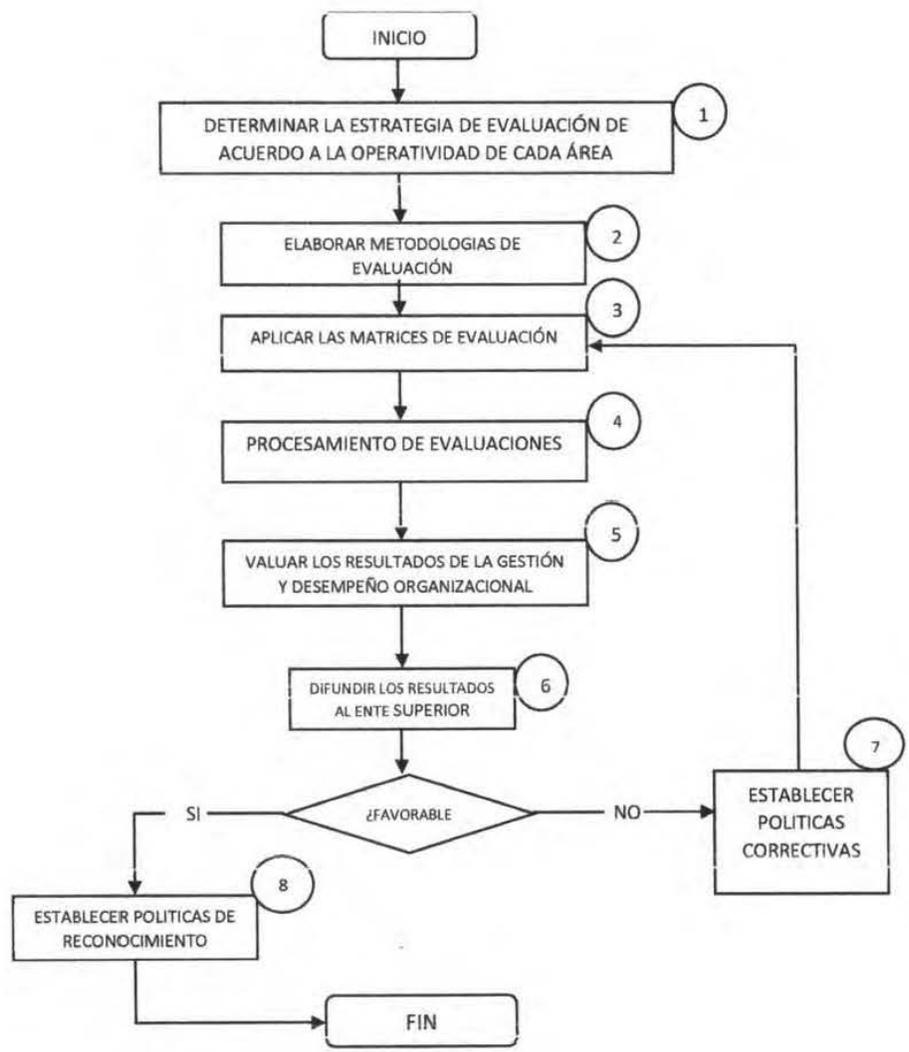 INICIO
1
DETERMINAR LA ESTRATEGIA DE EVALUACIÓN DE
ACUERDO A LA OPERATIVIDAD DE CADA ÁREA
2
ELABORAR METODOLOGIAS DE
EVALUACIÓN
3
APLICAR LAS MATRICES DE EVALUACIÓN
4
PROCESAMIENTO DE EVALUACIONES
5
VALUAR LOS RESULTADOS DE LA GESTIÓN
Y DESEMPEÑO ORGANIZACIONAL
6
DIFUNDIR LOS RESULTADOS
AL ENTE SUPERIOR
7
ESTABLECER
POLITICAS
CORRECTIVAS
SI
¿FAVORABLE
NO
8
ESTABLECER POLITICAS DE
RECONOCIMIENTO
FIN